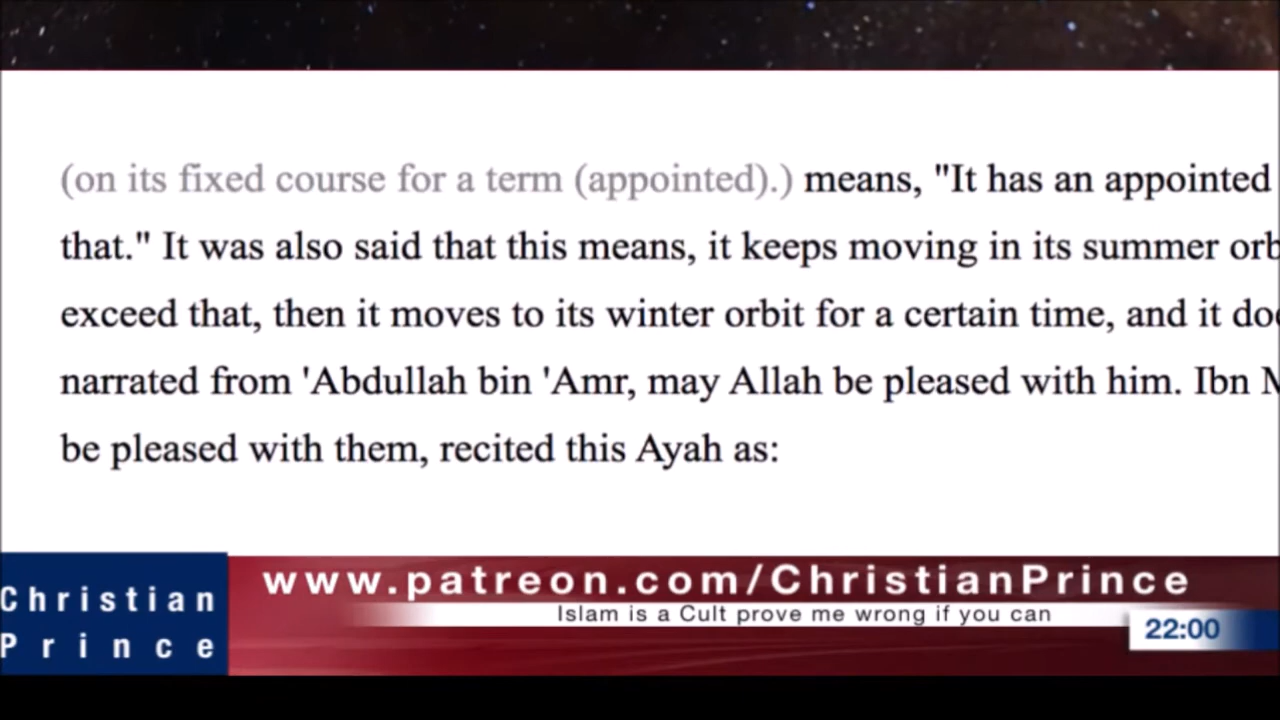 (on its fixed course for a term (appointed).) means, "It has an appointed
that." It was also said that this means, it keeps moving in its summer
exceed that, then it moves to its winter orbit for a certain time, and it
narrated from 'Abdullah bin 'Amr, may Allah be pleased with him. Ibn
be pleased with them, recited this Ayah as:
Christian
Prince
www.patreon.com/ChristianPrince
Islam is a Cult prove me wrong if you can
22:00